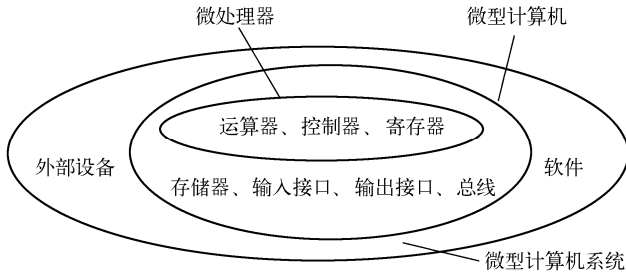 微处理器
微型计算机
运算器、控制器、寄存器
外部设备
软件
存储器、输入接口、输出接口、总线
微型计算机系统